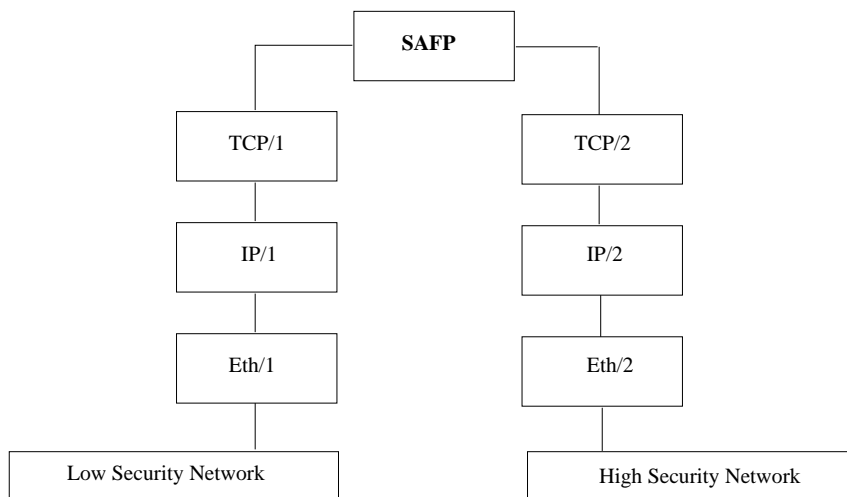 SAFP
TCP/1
TCP/2
IP/1
IP/2
Eth/1
Eth/2
Low Security Network
High Security Network